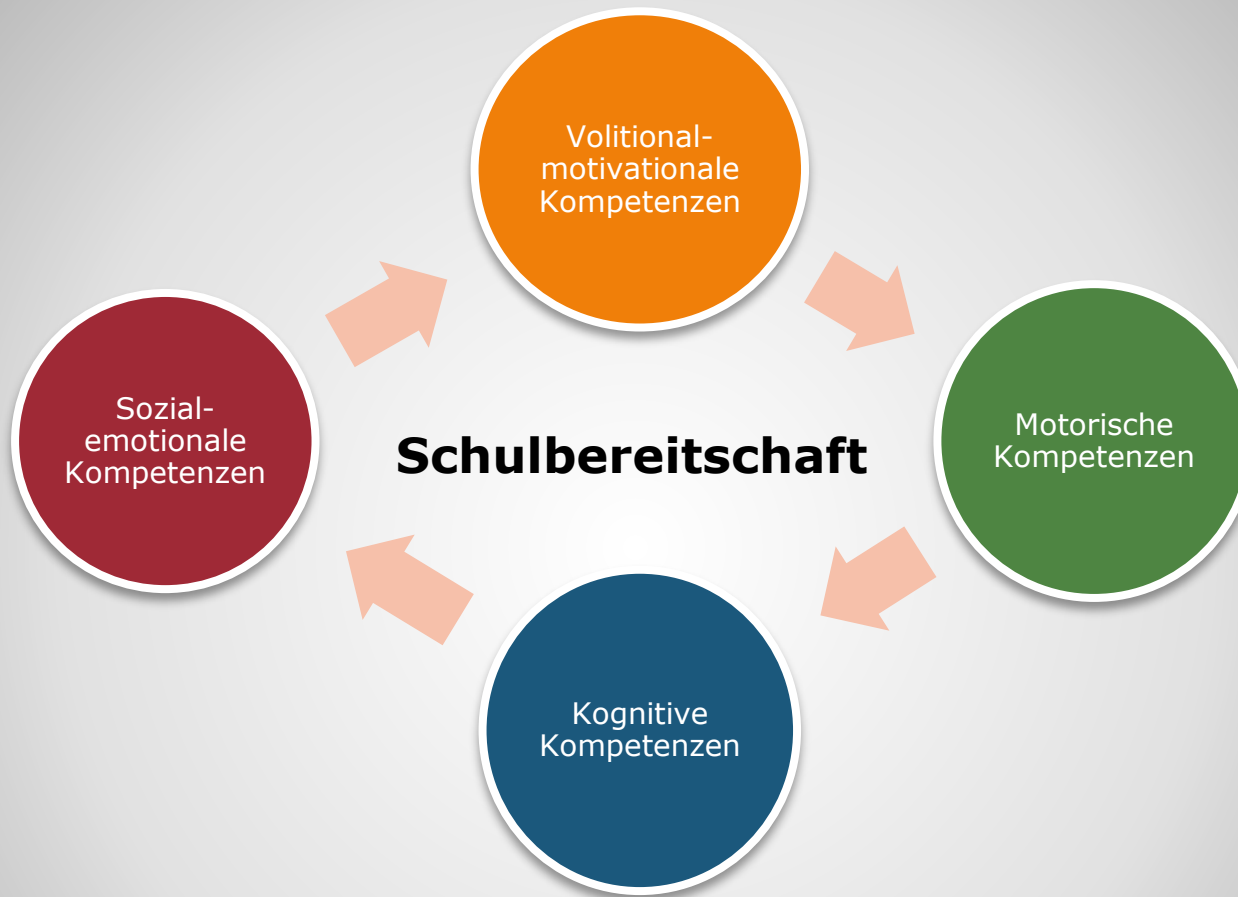 Volitional-
motivationale
Kompetenzen
Sozial-
emotionale
Kompetenzen
Schulbereitschaft
Motorische
Kompetenzen
Kognitive
Kompetenzen